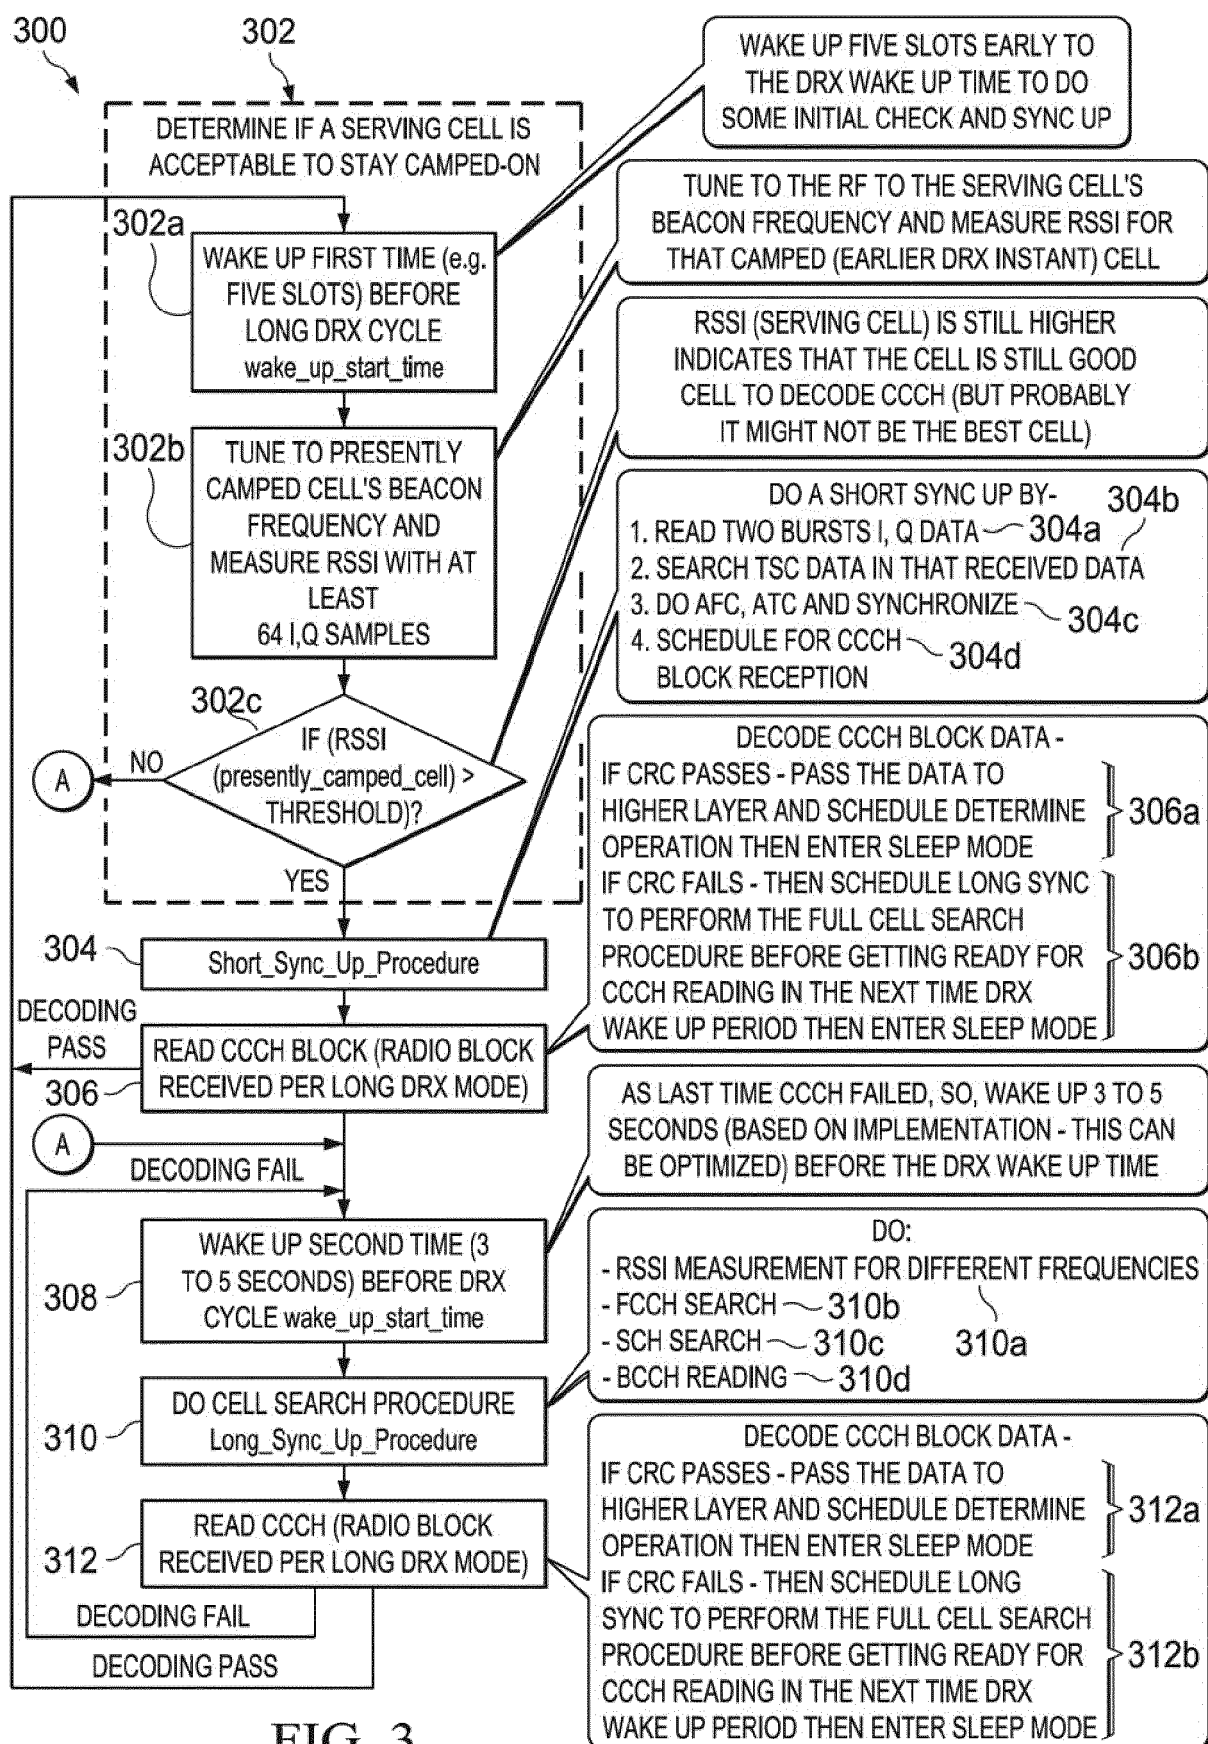 300
302
DETERMINE IF A SERVING CELL IS
ACCEPTABLE TO STAY CAMPED-ON
302a
WAKE UP FIRST TIME (e.g.
FIVE SLOTS) BEFORE
LONG DRX CYCLE
wake_up_start_time
302b
TUNE TO PRESENTLY
CAMPED CELL'S BEACON
FREQUENCY AND
MEASURE RSSI WITH AT
LEAST
64 I,Q SAMPLES
302c
IF (RSSI
(presently_camped_cell) >
THRESHOLD)?
NO
A
YES
304
Short_Sync_Up_Procedure
DECODING
PASS
READ CCCH BLOCK (RADIO BLOCK
RECEIVED PER LONG DRX MODE)
306
A
DECODING FAIL
WAKE UP SECOND TIME (3
TO 5 SECONDS) BEFORE DRX
CYCLE wake_up_start_time
308
DO CELL SEARCH PROCEDURE
Long_Sync_Up_Procedure
310
READ CCCH (RADIO BLOCK
RECEIVED PER LONG DRX MODE)
312
DECODING FAIL
DECODING PASS
WAKE UP FIVE SLOTS EARLY TO
THE DRX WAKE UP TIME TO DO
SOME INITIAL CHECK AND SYNC UP
TUNE TO THE RF TO THE SERVING CELL'S
BEACON FREQUENCY AND MEASURE RSSI FOR
THAT CAMPED (EARLIER DRX INSTANT) CELL
RSSI (SERVING CELL) IS STILL HIGHER
INDICATES THAT THE CELL IS STILL GOOD
CELL TO DECODE CCCH (BUT PROBABLY
IT MIGHT NOT BE THE BEST CELL)
DO A SHORT SYNC UP BY-
304b
1. READ TWO BURSTS I, Q DATA 304a
2. SEARCH TSC DATA IN THAT RECEIVED DATA
3. DO AFC, ATC AND SYNCHRONIZE 304c
4. SCHEDULE FOR CCCH 304d
BLOCK RECEPTION
DECODE CCCH BLOCK DATA -
IF CRC PASSES - PASS THE DATA TO
HIGHER LAYER AND SCHEDULE DETERMINE
OPERATION THEN ENTER SLEEP MODE
306a
IF CRC FAILS - THEN SCHEDULE LONG SYNC
TO PERFORM THE FULL CELL SEARCH
PROCEDURE BEFORE GETTING READY FOR
CCCH READING IN THE NEXT TIME DRX
WAKE UP PERIOD THEN ENTER SLEEP MODE
306b
AS LAST TIME CCCH FAILED, SO, WAKE UP 3 TO 5
SECONDS (BASED ON IMPLEMENTATION - THIS CAN
BE OPTIMIZED) BEFORE THE DRX WAKE UP TIME
DO:
- RSSI MEASUREMENT FOR DIFFERENT FREQUENCIES
- FCCH SEARCH 310b
- SCH SEARCH 310c
310a
- BCCH READING 310d
DECODE CCCH BLOCK DATA -
IF CRC PASSES - PASS THE DATA TO
HIGHER LAYER AND SCHEDULE DETERMINE
OPERATION THEN ENTER SLEEP MODE
312a
IF CRC FAILS - THEN SCHEDULE LONG
SYNC TO PERFORM THE FULL CELL SEARCH
PROCEDURE BEFORE GETTING READY FOR
CCCH READING IN THE NEXT TIME DRX
WAKE UP PERIOD THEN ENTER SLEEP MODE
312b
FIG. 3